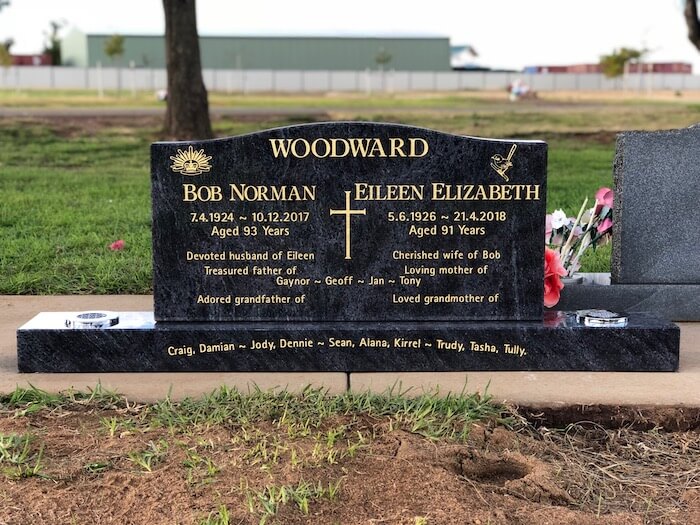 WOODWARD
BOB NORMAN
7.4.1924 ~ 10.12.2017
Aged 93 Years
Devoted husband of Eileen
Treasured father of
EILEEN ELIZABETH
5.6.1926 ~ 21.4.2018
Aged 91 Years
Cherished wife of Bob
Loving mother of
Gaynor ~ Geoff ~ Jan ~ Tony
Adored grandfather of
Loved grandmother of
Craig, Damian ~ Jody, Dennie ~ Sean, Alana, Kirrel ~ Trudy, Tasha, Tully.